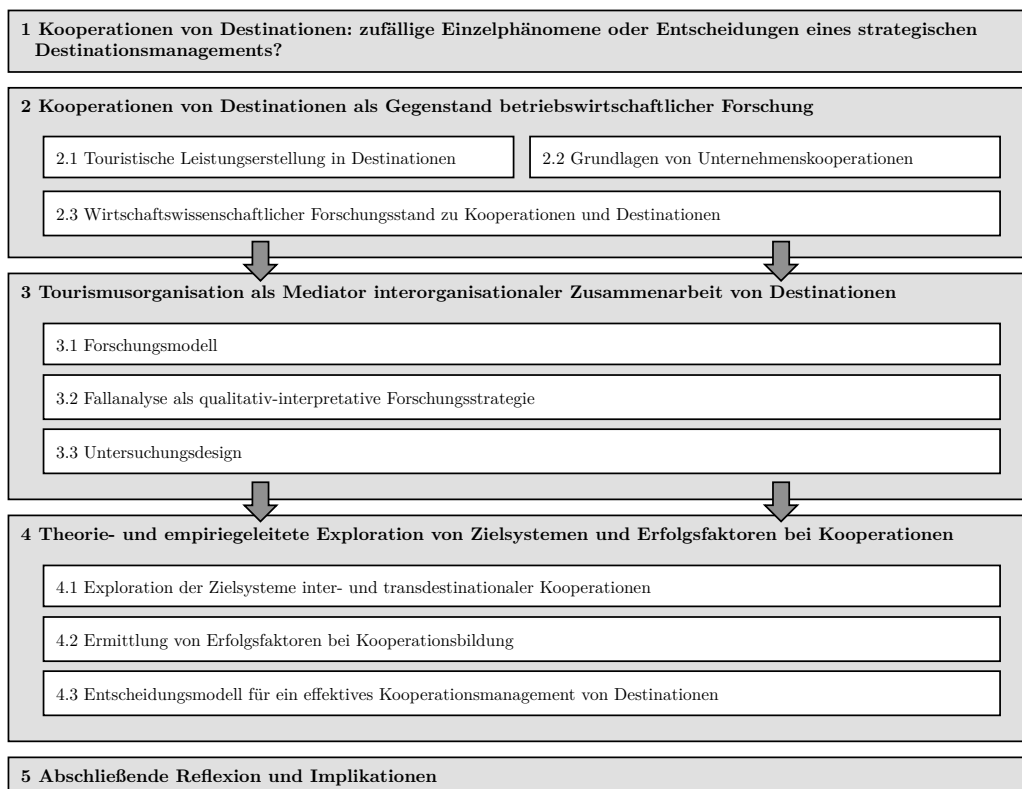 1 Kooperationen von Destinationen: zufällige Einzelphänomene oder Entscheidungen eines strategischen
Destinationsmanagements?
2 Kooperationen von Destinationen als Gegenstand betriebswirtschaftlicher Forschung
2.1 Touristische Leistungserstellung in Destinationen
2.2 Grundlagen von Unternehmenskooperationen
2.3 Wirtschaftswissenschaftlicher Forschungsstand zu Kooperationen und Destinationen
3 Tourismusorganisation als Mediator interorganisationaler Zusammenarbeit von Destinationen
3.1 Forschungsmodell
3.2 Fallanalyse als qualitativ-interpretative Forschungsstrategie
3.3 Untersuchungsdesign
4 Theorie- und empiriegeleitete Exploration von Zielsystemen und Erfolgsfaktoren bei Kooperationen
4.1 Exploration der Zielsysteme inter- und transdestinationaler Kooperationen
4.2 Ermittlung von Erfolgsfaktoren bei Kooperationsbildung
4.3 Entscheidungsmodell für ein effektives Kooperationsmanagement von Destinationen
5 Abschließende Reflexion und Implikationen